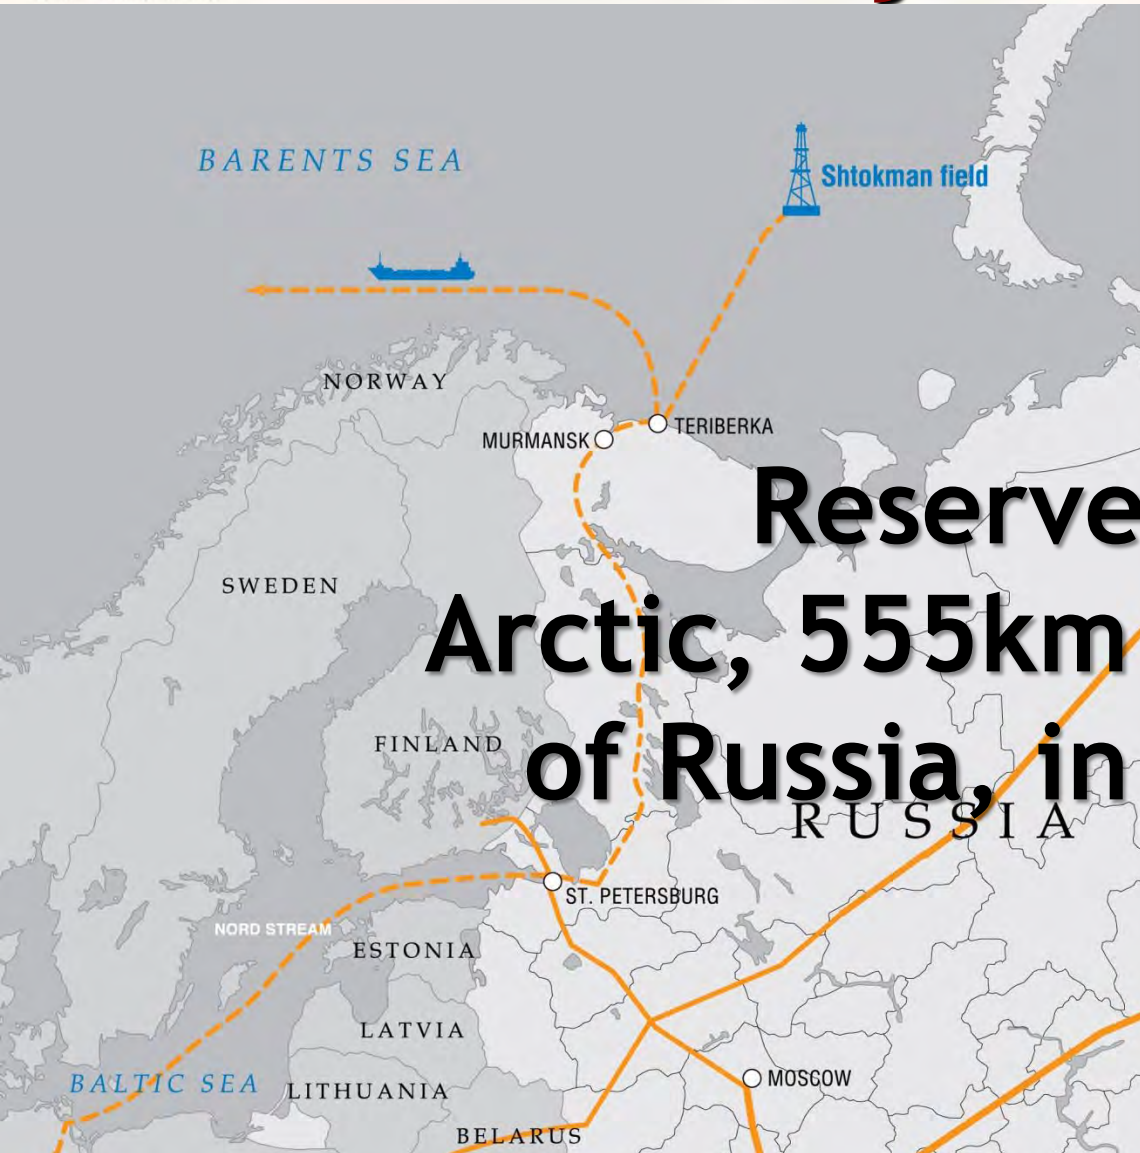 BARENTS SEA
Shtokman field
NORWAY
TERIBERKA
MURMANSK
Reserve
SWEDEN
Arctic, 555km
FINLAND
of Russia, in
RUSSIA
ST. PETERSBURG
NORD STREAM
ESTONIA
LATVIA
MOSCOW
BALTIC SEA
LITHUANIA
BELARUS